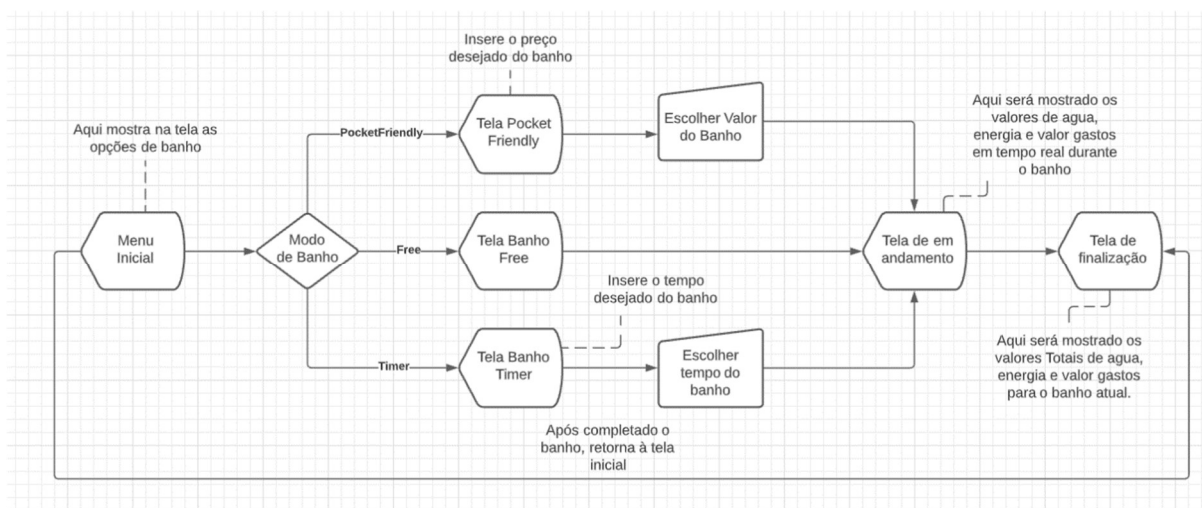 Insere o preço
desejado do banho
Aqui mostra na tela as
opções de banho
PocketFriendly
Tela Pocket
Friendly
Escolher Valor
do Banho
Aqui será mostrado os
valores de agua,
energia e valor gastos
em tempo real durante
o banho
Menu
Inicial
Modo
de Banho
Free
Tela Banho
Free
Tela de em
andamento
Tela de
finalização
Insere o tempo
desejado do banho
Timer
Tela Banho
Timer
Escolher
tempo do
banho
Aqui será mostrado os
valores Totais de agua,
energia e valor gastos
para o banho atual.
Após completado o
banho, retorna à tela
inicial